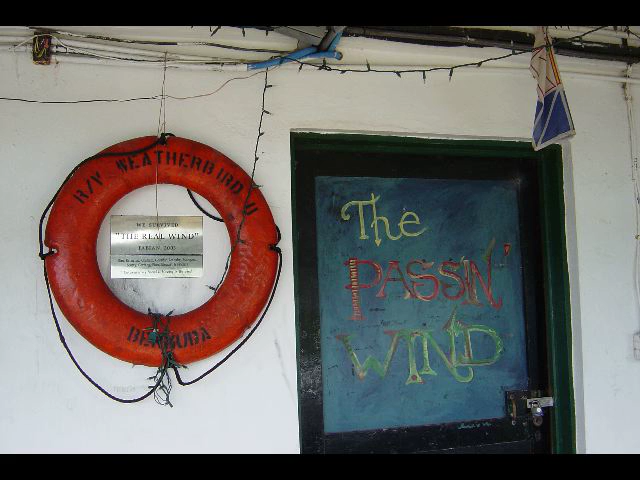 R/V WEATHERBIRD II
WE SURVIVED
"THE REAL WIND"
FABIAN, 2003
BERMUDA
The
PASSIN'
WIND